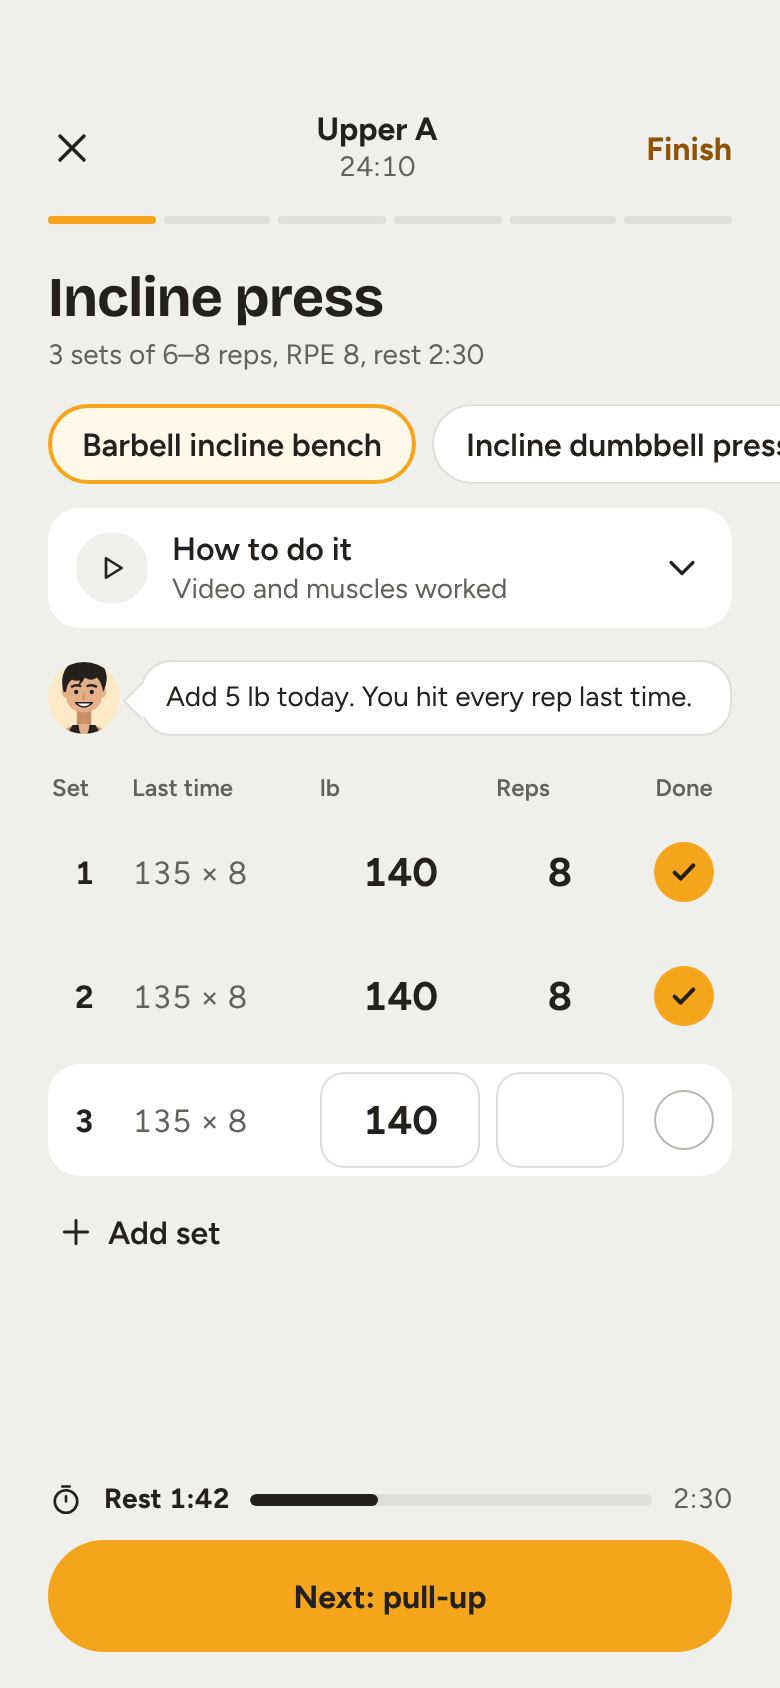 Upper A
24:10
Finish
Incline press
3 sets of 6–8 reps, RPE 8, rest 2:30
Barbell incline bench
Incline dumbbell press
How to do it
Video and muscles worked
Add 5 lb today. You hit every rep last time.
Set Last time lb Reps Done
1 135 × 8 140 8
2 135 × 8 140 8
3 135 × 8 140
Add set
Rest 1:42 2:30
Next: pull-up